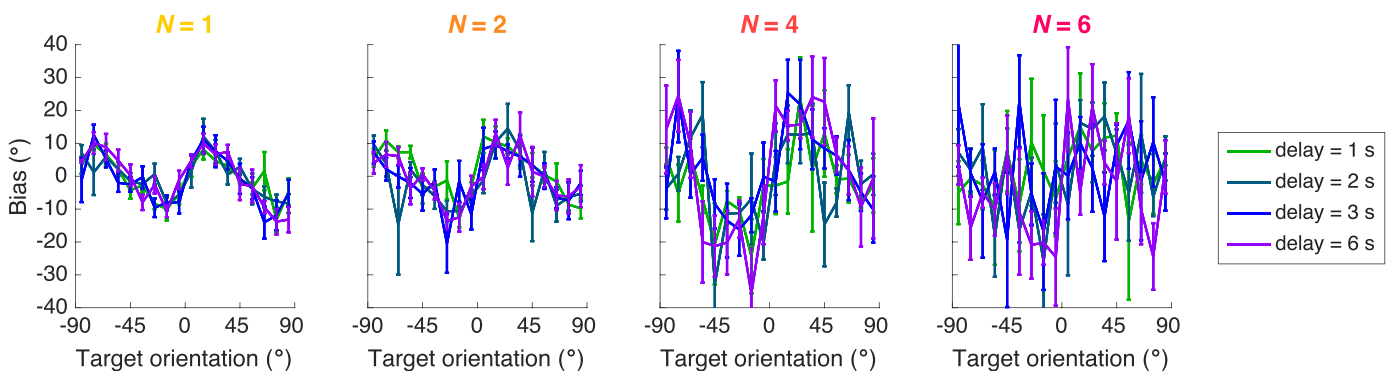 N = 1
N = 2
N = 4
N = 6
Bias (°)
40
30
20
10
0
-10
-20
-30
-40
-90 -45 0 45 90
-90 -45 0 45 90
-90 -45 0 45 90
-90 -45 0 45 90
Target orientation (°)
Target orientation (°)
Target orientation (°)
Target orientation (°)
delay = 1 s
delay = 2 s
delay = 3 s
delay = 6 s